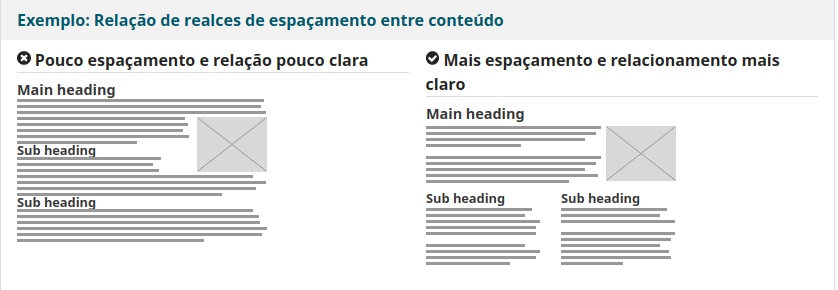 Exemplo: Relação de realces de espaçamento entre conteúdo
Pouco espaçamento e relação pouco clara
Main heading
Sub heading
Sub heading
Mais espaçamento e relacionamento mais
claro
Main heading
Sub heading
Sub heading